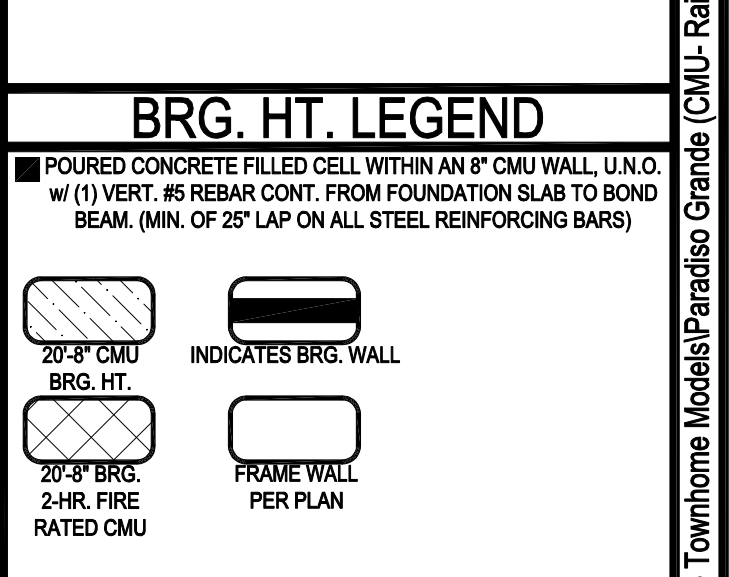 BRG. HT. LEGEND
POURED CONCRETE FILLED CELL WITHIN AN 8" CMU WALL, U.N.O.
w/ (1) VERT. #5 REBAR CONT. FROM FOUNDATION SLAB TO BOND
BEAM. (MIN. OF 25" LAP ON ALL STEEL REINFORCING BARS)
20'-8" CMU
BRG. HT.
INDICATES BRG. WALL
20'-8" BRG.
2-HR. FIRE
RATED CMU
FRAME WALL
PER PLAN
Townhome Models\Paradiso Grande (CMU- Rai